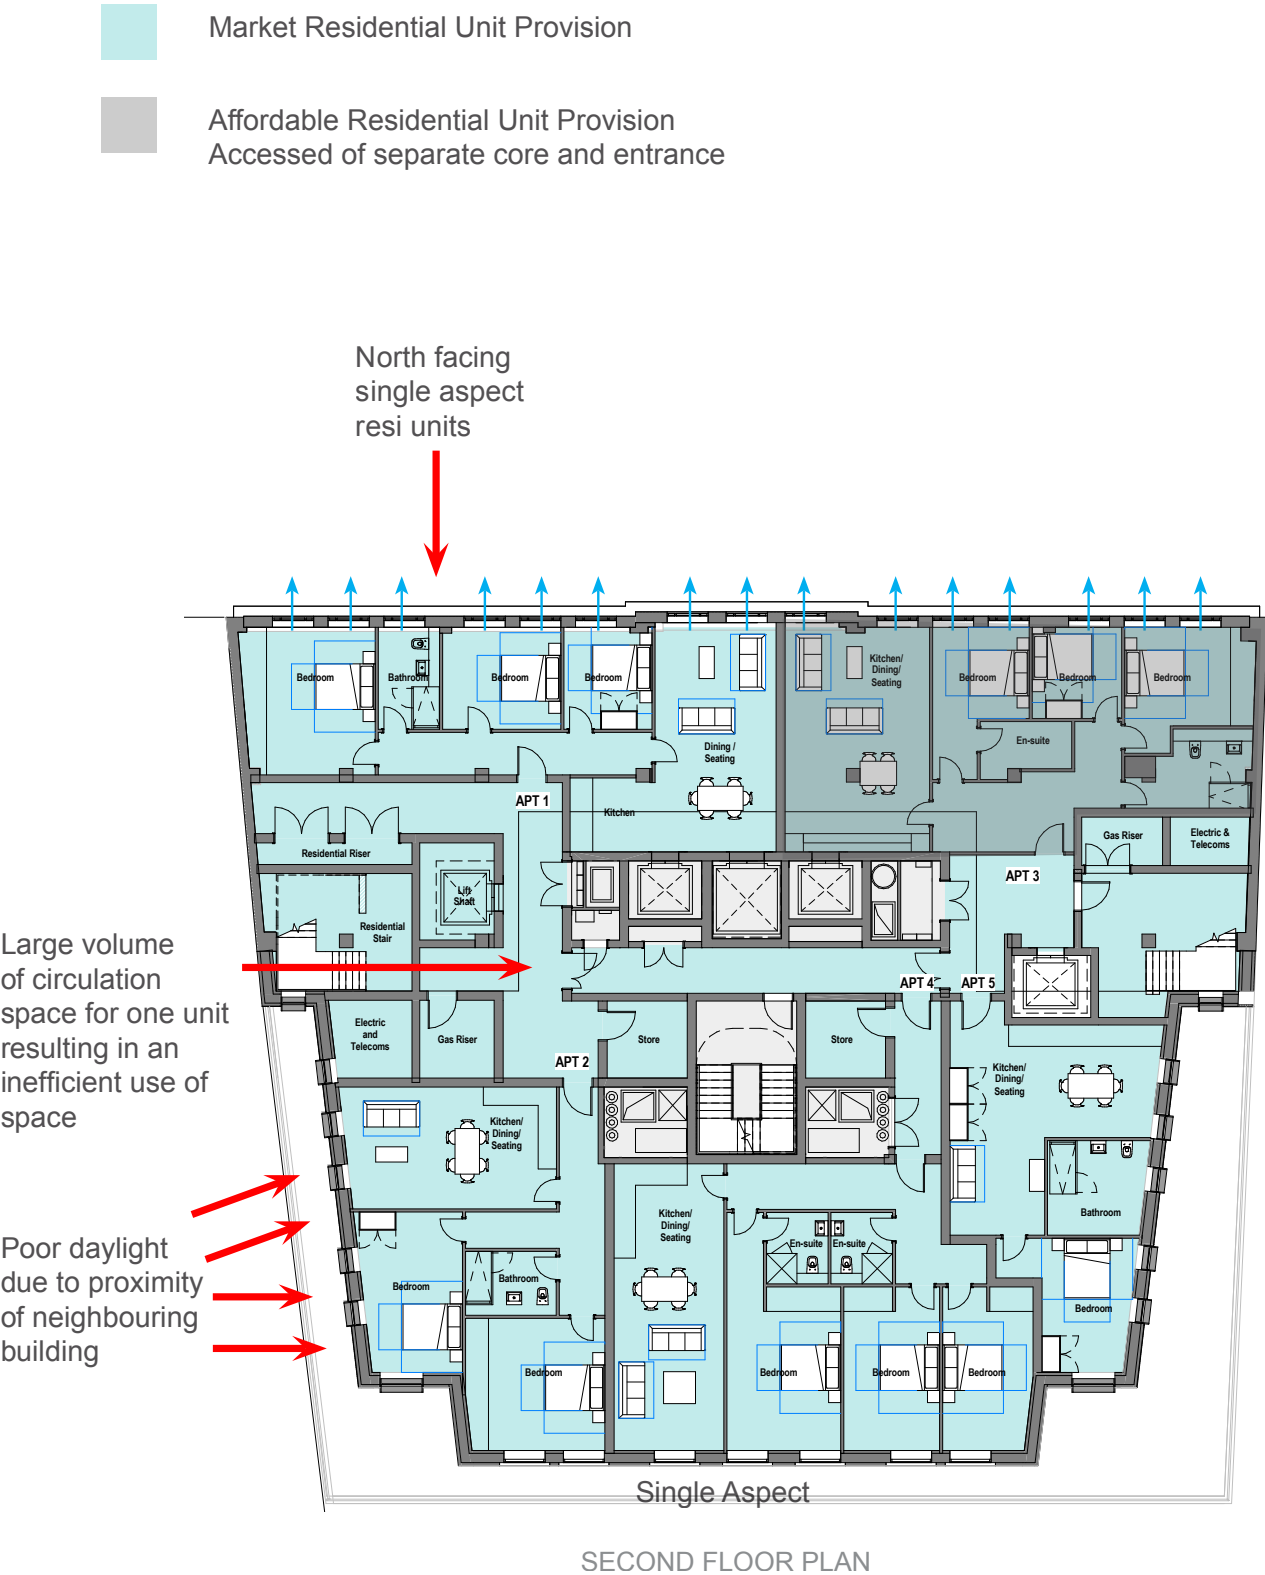 Market Residential Unit Provision
Affordable Residential Unit Provision
Accessed of separate core and entrance
North facing
single aspect
resi units
Bedroom
Bathroom
Bedroom
Bedroom
Dining /
Seating
Kitchen
Kitchen/
Dining/
Seating
Bedroom
Bedroom
Bedroom
En-suite
APT 1
Residential Riser
Gas Riser
Electric &
Telecoms
APT 3
Lift
Shaft
Residential
Stair
Large volume
of circulation
space for one unit
resulting in an
inefficient use of
space
APT 4
APT 5
Electric
and
Telecoms
Gas Riser
Store
Store
APT 2
Kitchen/
Dining/
Seating
Kitchen/
Dining/
Seating
Kitchen/
Dining/
Seating
Bathroom
Poor daylight
due to proximity
of neighbouring
building
En-suite
En-suite
Bedroom
Bathroom
Bedroom
Bedroom
Bedroom
Bedroom
Bedroom
Single Aspect
SECOND FLOOR PLAN